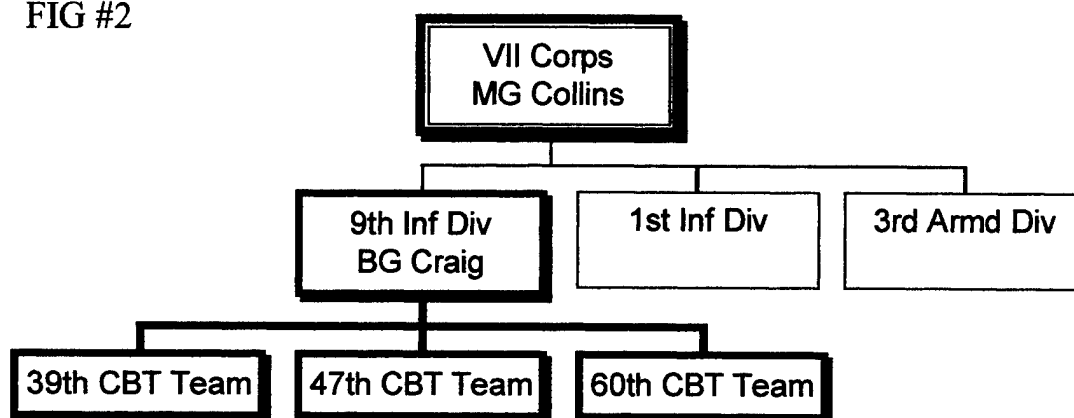 FIG #2
VII Corps
MG Collins
9th Inf Div
BG Craig
1st Inf Div
3rd Armd Div
39th CBT Team
47th CBT Team
60th CBT Team